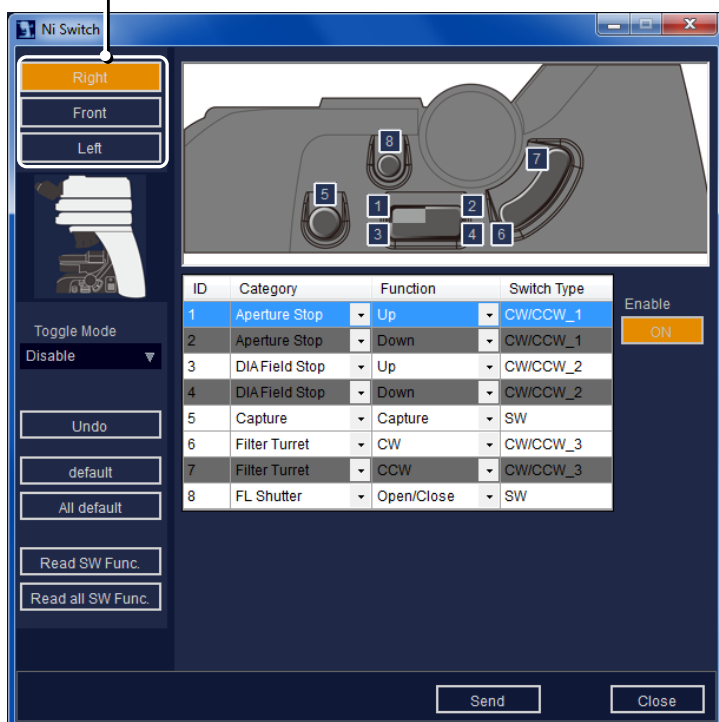 Ni Switch
Right
Front
Left
8
7
5
1 2
3 4 6
Toggle Mode
Disable
Undo
default
All default
Read SW Func.
Read all SW Func.
ID Category Function Switch Type
1 Aperture Stop Up CW/CCW_1
2 Aperture Stop Down CW/CCW_1
3 DIA Field Stop Up CW/CCW_2
4 DIA Field Stop Down CW/CCW_2
5 Capture Capture SW
6 Filter Turret CW CW/CCW_3
7 Filter Turret CCW CW/CCW_3
8 FL Shutter Open/Close SW
Enable
ON
Send Close